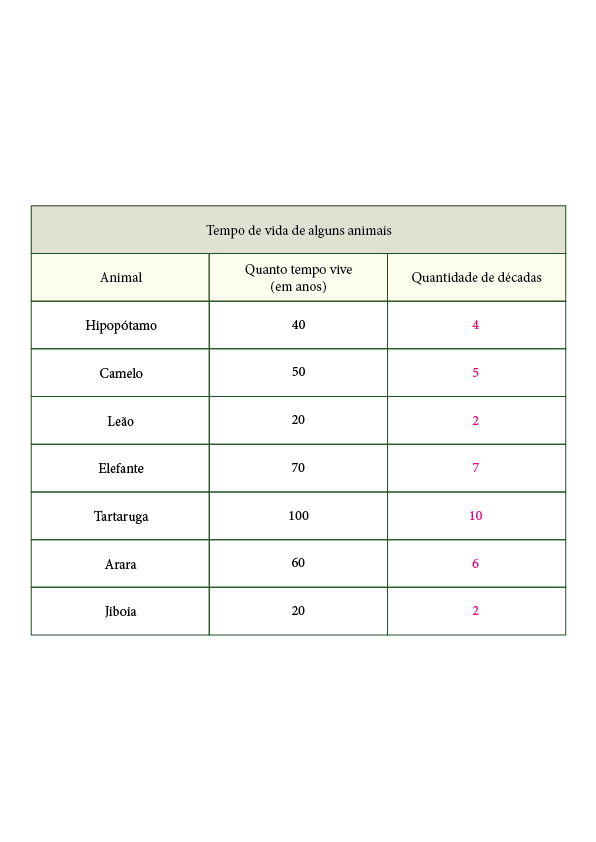 Tempo de vida de alguns animais
Animal Quanto tempo vive (em anos) Quantidade de décadas
Hipopótamo 40 4
Camelo 50 5
Leão 20 2
Elefante 70 7
Tartaruga 100 10
Arara 60 6
Jiboia 20 2